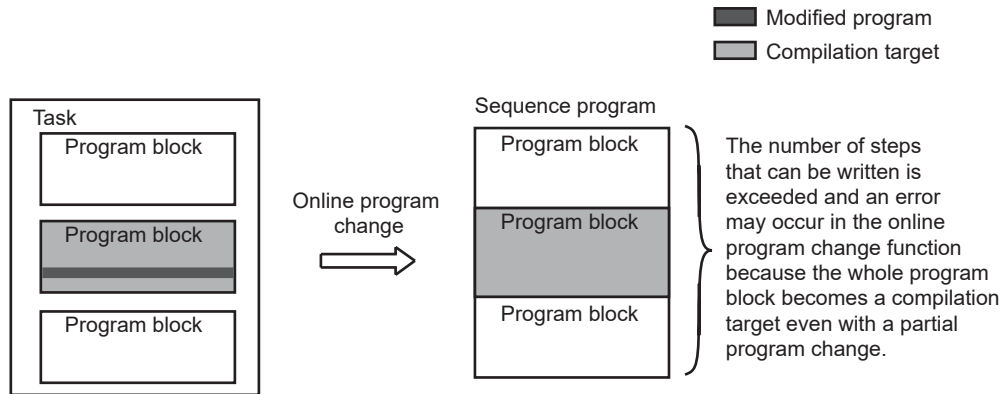 Modified program
Compilation target
Task
Program block
Program block
Program block
Online program
change
Sequence program
Program block
Program block
Program block
The number of steps
that can be written is
exceeded and an error
may occur in the online
program change function
because the whole program
block becomes a compilation
target even with a partial
program change.